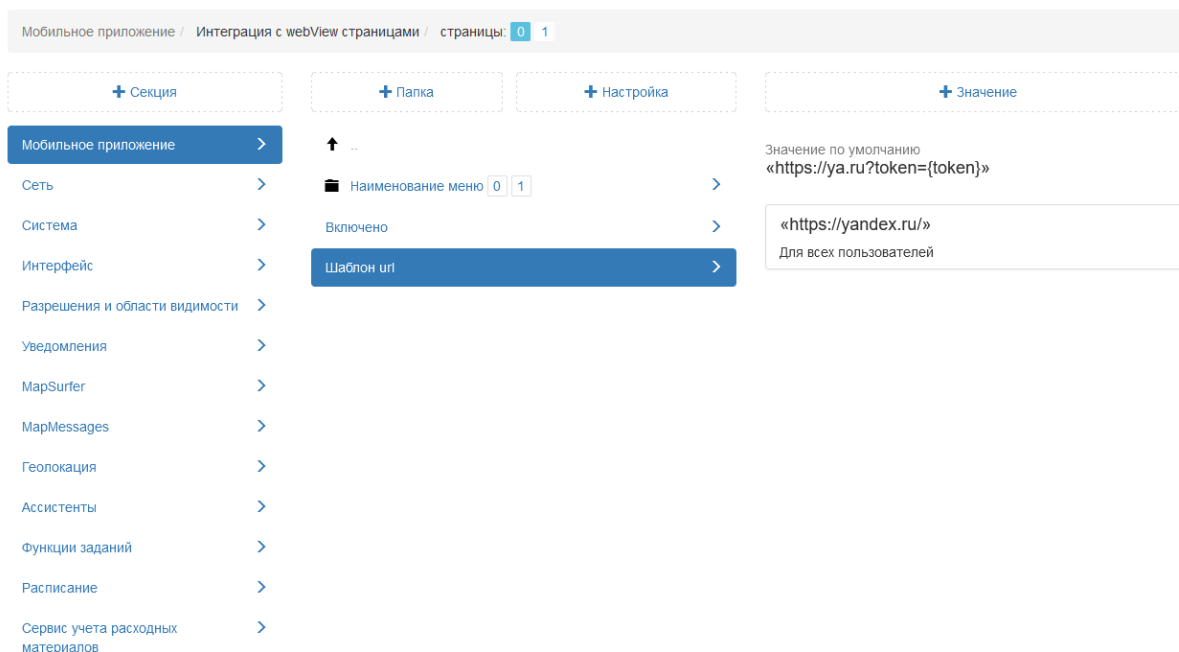 Мобильное приложение / Интеграция с webView страницами / страницы: 0 1
+ Секция
+ Папка
+ Настройка
+ Значение
Мобильное приложение
Сеть
Система
Интерфейс
Разрешения и области видимости
Уведомления
MapSurfer
MapMessages
Геолокация
Ассистенты
Функции заданий
Расписание
Сервис учета расходных
материалов
..
Наименование меню 0 1
Включено
Шаблон url
Значение по умолчанию
«https://ya.ru?token={token}»
«https://yandex.ru/»
Для всех пользователей